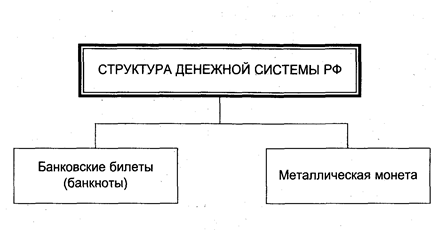 СТРУКТУРА ДЕНЕЖНОЙ СИСТЕМЫ РФ
Банковские билеты
(банкноты)
Металлическая монета